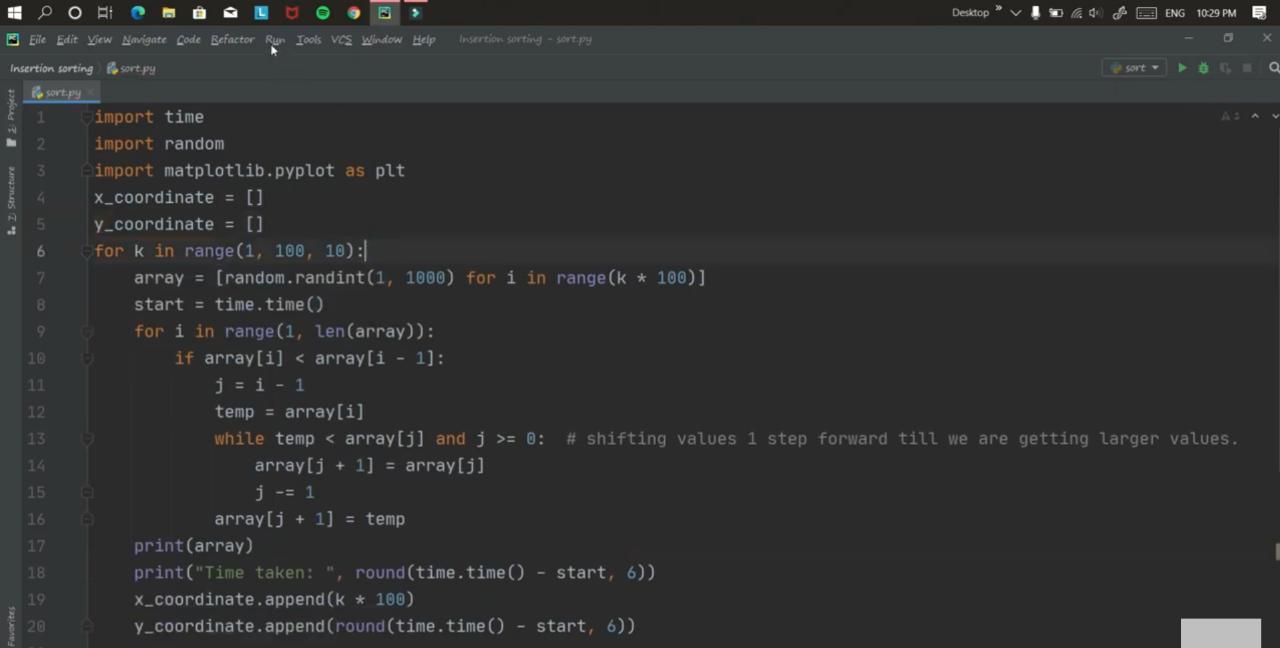 Desktop » ENG 10:29 PM
File Edit View Navigate Code Refactor Run Tools VCS Window Help Insertion sorting - sort.py
Insertion sorting sort.py sort
sort.py
1: Project
7: Structure
Favorites
1 import time
2 import random
3 import matplotlib.pyplot as plt
4 x_coordinate = []
5 y_coordinate = []
6 for k in range(1, 100, 10):
7 array = [random.randint(1, 1000) for i in range(k * 100)]
8 start = time.time()
9 for i in range(1, len(array)):
10 if array[i] < array[i - 1]:
11 j = i - 1
12 temp = array[i]
13 while temp < array[j] and j >= 0: # shifting values 1 step forward till we are getting larger values.
14 array[j + 1] = array[j]
15 j -= 1
16 array[j + 1] = temp
17 print(array)
18 print("Time taken: ", round(time.time() - start, 6))
19 x_coordinate.append(k * 100)
20 y_coordinate.append(round(time.time() - start, 6))